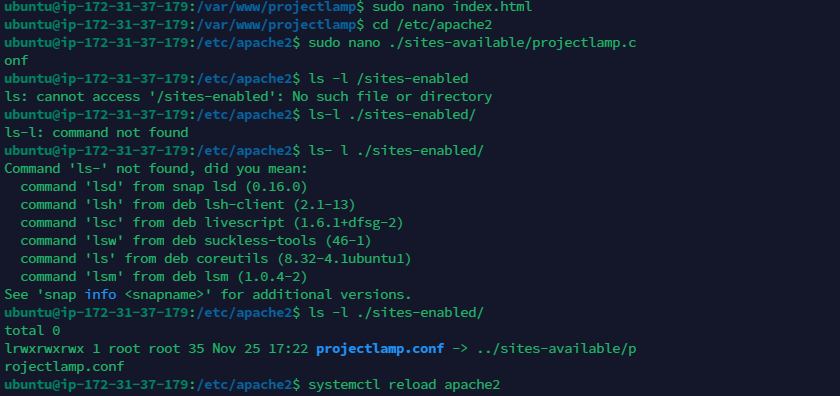 ubuntu@ip-172-31-37-179:/var/www/projectlamp$ sudo nano index.html
ubuntu@ip-172-31-37-179:/var/www/projectlamp$ cd /etc/apache2
ubuntu@ip-172-31-37-179:/etc/apache2$ sudo nano ./sites-available/projectlamp.c
onf
ubuntu@ip-172-31-37-179:/etc/apache2$ ls -l /sites-enabled
ls: cannot access '/sites-enabled': No such file or directory
ubuntu@ip-172-31-37-179:/etc/apache2$ ls-l ./sites-enabled/
ls-l: command not found
ubuntu@ip-172-31-37-179:/etc/apache2$ ls- l ./sites-enabled/
Command 'ls-' not found, did you mean:
  command 'lsd' from snap lsd (0.16.0)
  command 'lsh' from deb lsh-client (2.1-13)
  command 'lsc' from deb livescript (1.6.1+dfsg-2)
  command 'lsw' from deb suckless-tools (46-1)
  command 'ls' from deb coreutils (8.32-4.1ubuntu1)
  command 'lsm' from deb lsm (1.0.4-2)
See 'snap info <snapname>' for additional versions.
ubuntu@ip-172-31-37-179:/etc/apache2$ ls -l ./sites-enabled/
total 0
lrwxrwxrwx 1 root root 35 Nov 25 17:22 projectlamp.conf -> ../sites-available/p
rojectlamp.conf
ubuntu@ip-172-31-37-179:/etc/apache2$ systemctl reload apache2